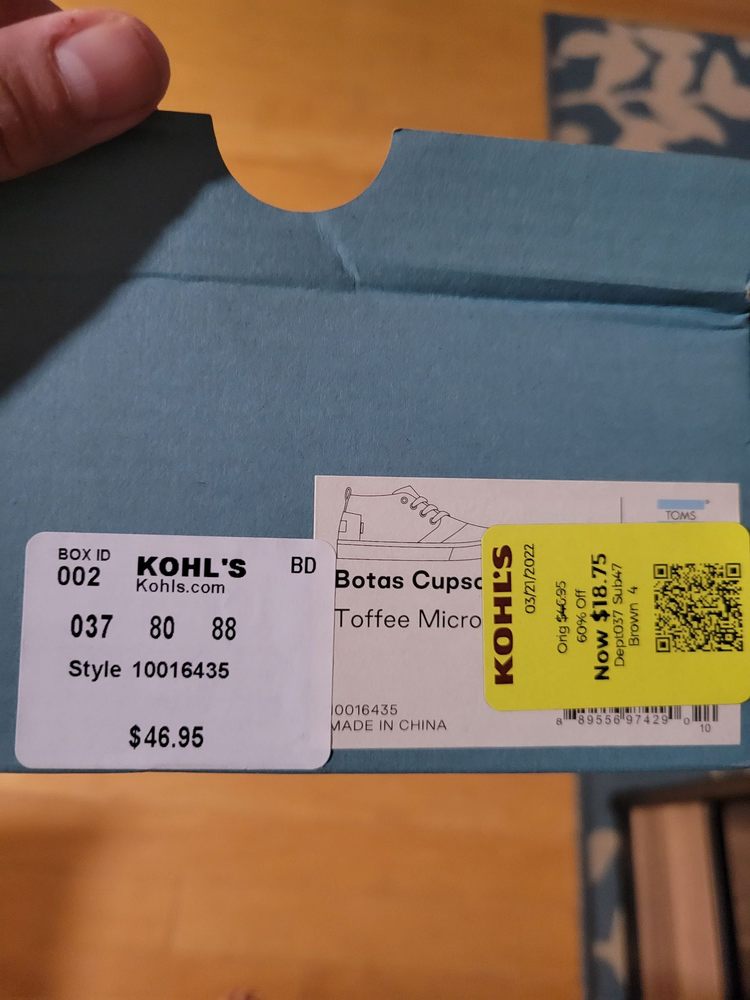 BOX ID
002
KOHL'S
Kohls.com
BD
037 80 88
Style 10016435
$46.95
TOMS
Botas Cupso
Toffee Micro
10016435
MADE IN CHINA
KOHL'S
03/21/2022
Orig $46.95
60% Off
Now $18.75
Dept037 Sub47
Brown 4
8 89556 97429 0
10